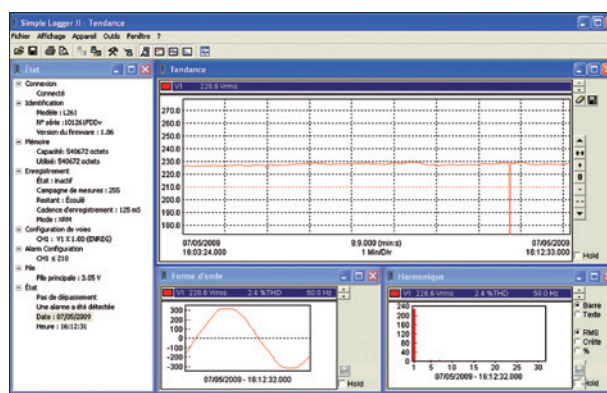 Simple Logger II - Tendance
Fichier Affichage Appareil Outils Fenêtre ?
État
Connexion
Connecté
Identification
Modèle : L261
N° série :101261FDDv
Version du firmware : 1.06
Mémoire
Capacité: 540672 octets
Utilisé: 540672 octets
Enregistrement
État : inactif
Campagne de mesures : 255
Restant : Écoulé
Cadence d'enregistrement : 125 mS
Mode : XRM
Configuration de voies
CH1 : V1 X 1.00 (ENREG)
Alarm Configuration
CH1 ≤ 210
Pile
Pile principale : 3.05 V
État
Pas de dépassement
Une alarme a été détectée
Date : 07/05/2009
Heure : 16:12:31
Tendance
V1 228.6 Vrms
270.0
260.0
250.0
240.0
230.0
220.0
210.0
200.0
190.0
180.0
07/05/2009 9:9.000 (min:s) 07/05/2009
16:03:24.000 1 Min/Div 16:12:33.000
++
+
0
-
--
Hold
Forme d'onde
V1 228.6 Vrms 2.4 %THD 50.0 Hz
300
200
100
0
-100
-200
-300
07/05/2009 - 16:12:32.000
Hold
Harmonique
V1 228.6 Vrms 2.4 %THD 50.0 Hz
240
200
160
120
80
40
0
1 5 10 15 20 25 30
07/05/2009 - 16:12:32.000
Barre
Texte
RMS
Crête
%
Hold